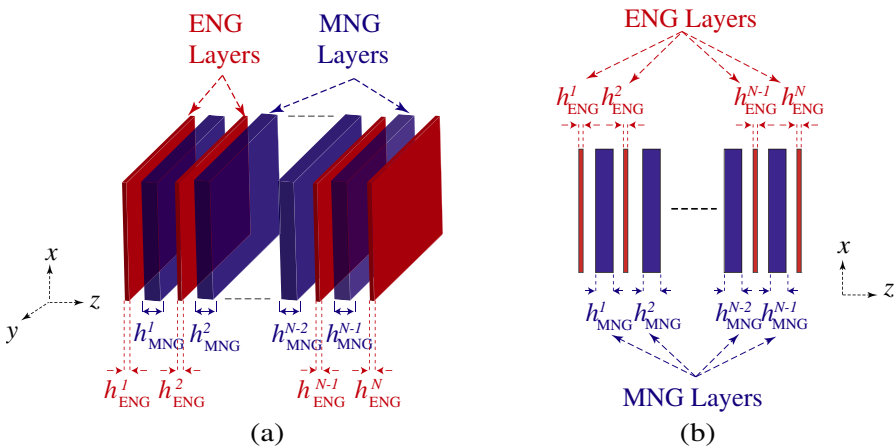 ENG Layers
MNG Layers
x
y
z
h^1_MNG h^2_MNG h^{N-2}_MNG h^{N-1}_MNG
h^1_ENG h^2_ENG h^{N-1}_ENG h^N_ENG
(a)
ENG Layers
h^1_ENG h^2_ENG h^{N-1}_ENG h^N_ENG
x
z
h^1_MNG h^2_MNG h^{N-2}_MNG h^{N-1}_MNG
MNG Layers
(b)